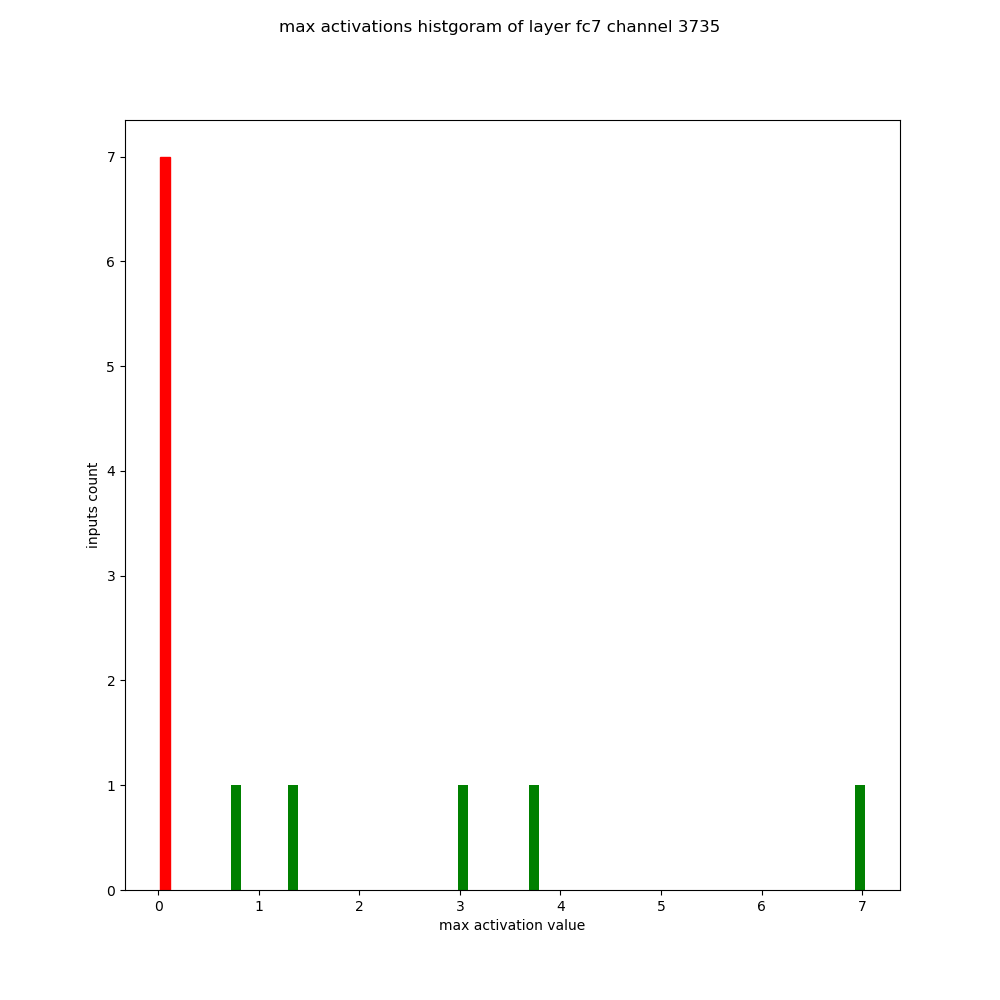 max activations histgoram of layer fc7 channel 3735
7
6
5
4
3
2
1
0
inputs count
0 1 2 3 4 5 6 7
max activation value